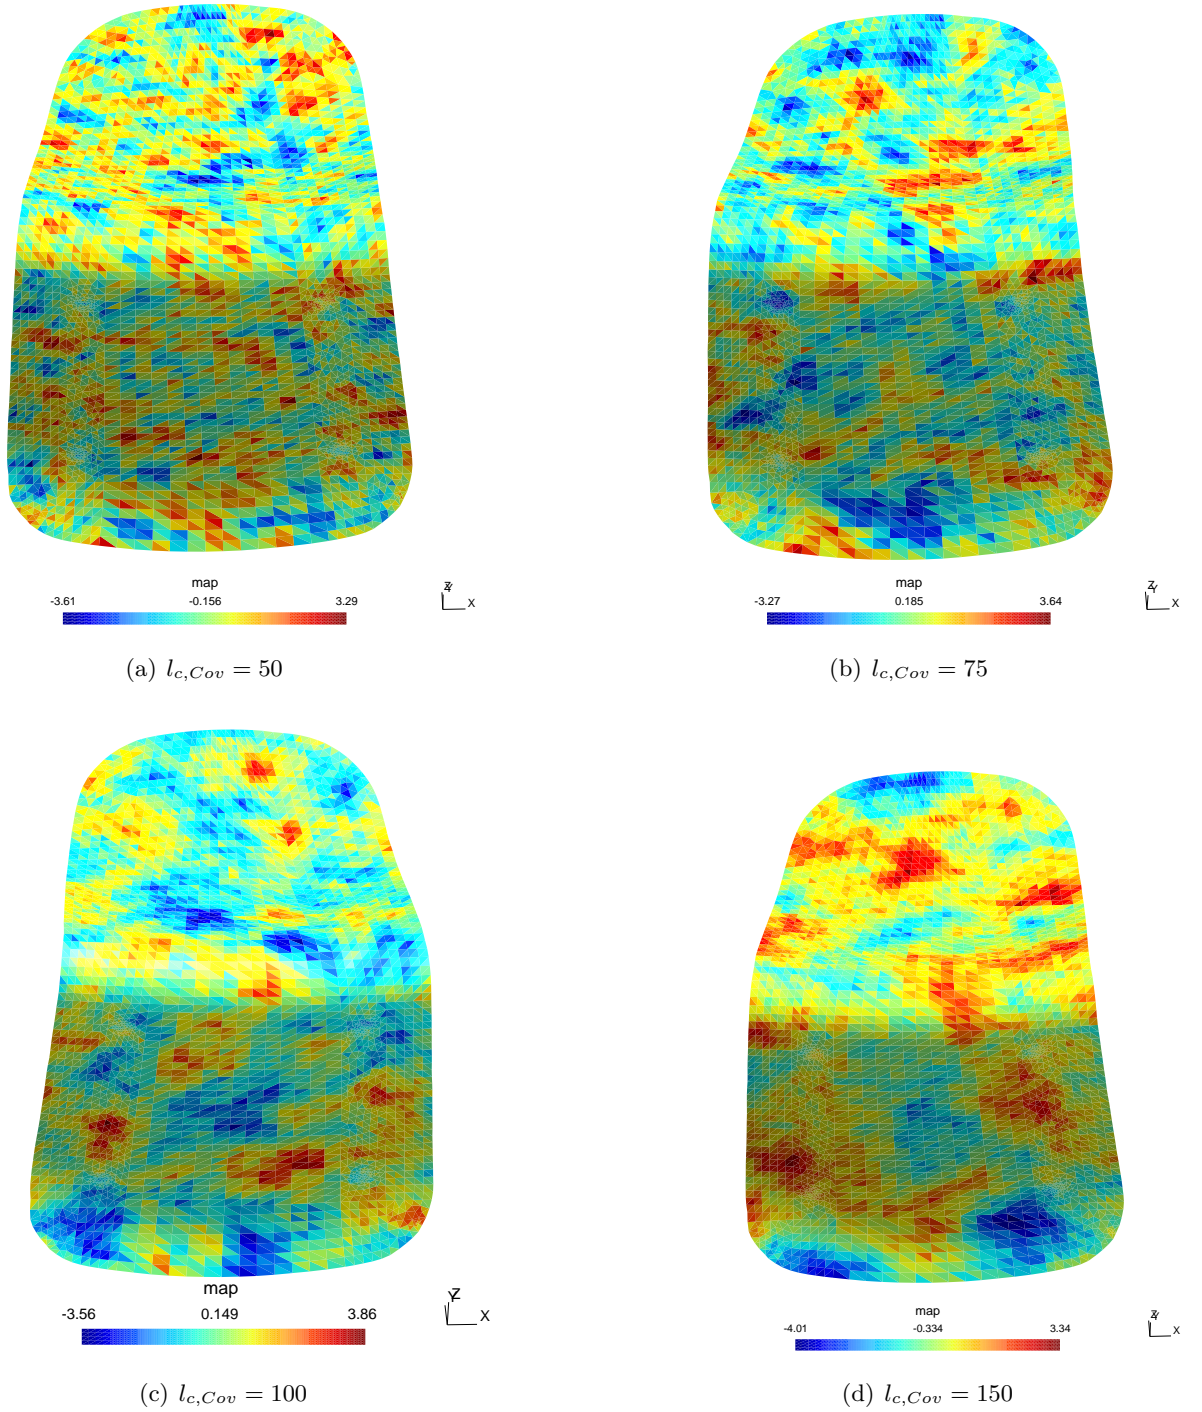 map
-3.61 -0.156 3.29
X
(a) l_{c,Cov} = 50
map
-3.27 0.185 3.64
X
(b) l_{c,Cov} = 75
map
-3.56 0.149 3.86
Y Z
X
(c) l_{c,Cov} = 100
map
-4.01 -0.334 3.34
X
(d) l_{c,Cov} = 150